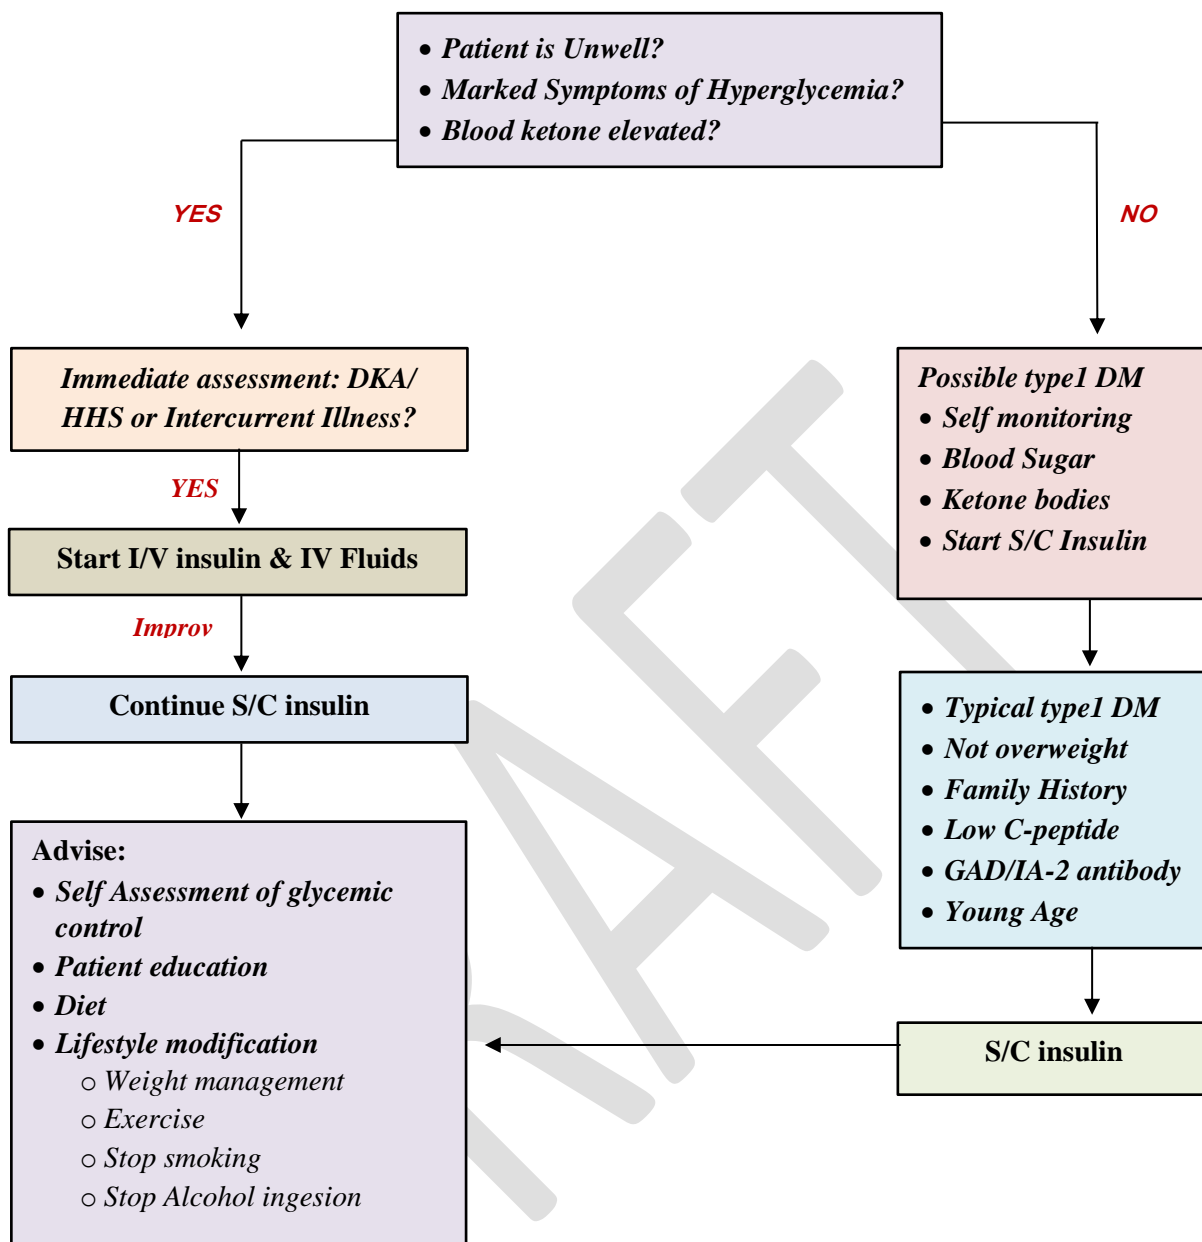 • Patient is Unwell?
• Marked Symptoms of Hyperglycemia?
• Blood ketone elevated?
YES
NO
Immediate assessment: DKA/
HHS or Intercurrent Illness?
YES
Start I/V insulin & IV Fluids
Improv
Continue S/C insulin
Advise:
• Self Assessment of glycemic
control
• Patient education
• Diet
• Lifestyle modification
o Weight management
o Exercise
o Stop smoking
o Stop Alcohol ingesion
Possible type1 DM
• Self monitoring
• Blood Sugar
• Ketone bodies
• Start S/C Insulin
• Typical type1 DM
• Not overweight
• Family History
• Low C-peptide
• GAD/IA-2 antibody
• Young Age
S/C insulin
RAFT